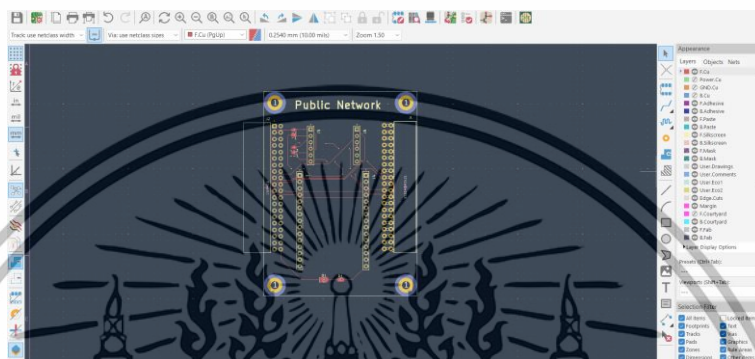 Track: use netclass width
Via: use netclass sizes
F.Cu (PgUp)
0.2540 mm (10.00 mils)
Zoom 1.50
Public Network
Appearance
Layers Objects Nets
F.Cu
Power.Cu
GND.Cu
B.Cu
F.Adhesive
B.Adhesive
F.Paste
B.Paste
F.Silkscreen
B.Silkscreen
F.Mask
B.Mask
User.Drawings
User.Comments
User.Eco1
User.Eco2
Edge.Cuts
Margin
F.Courtyard
B.Courtyard
F.Fab
B.Fab
Layer Display Options
Presets (Ctrl+Tab):
Viewports (Shift+Tab):
Selection Filter
All items
Footprints Text
Tracks Vias
Pads Graphics
Zones Rule Areas
Dimensions